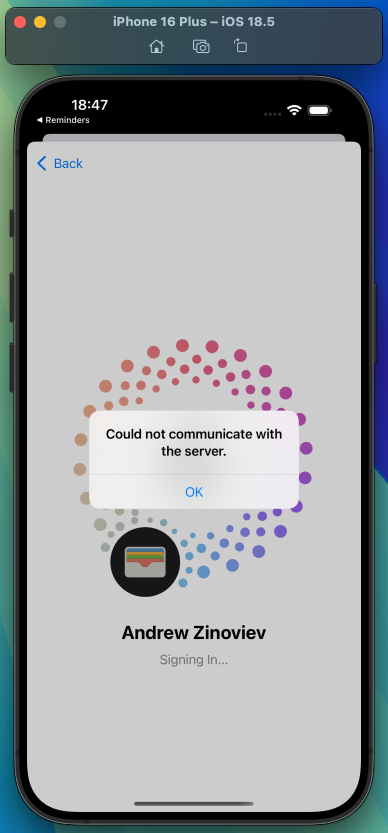 iPhone 16 Plus – iOS 18.5
18:47
◀ Reminders
Back
Could not communicate with
the server.
OK
Andrew Zinoviev
Signing In...